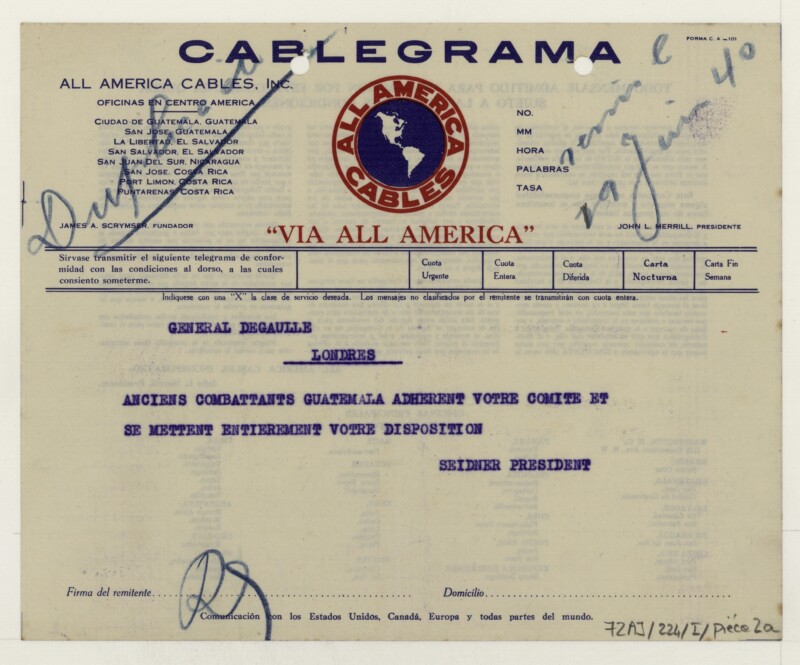 CABLEGRAMA
FORMA C. A.—101
ALL AMERICA CABLES, INC.
OFICINAS EN CENTRO AMERICA
CIUDAD DE GUATEMALA, GUATEMALA
SAN JOSE, GUATEMALA
LA LIBERTAD, EL SALVADOR
SAN SALVADOR, EL SALVADOR
SAN JUAN DEL SUR, NICARAGUA
SAN JOSE, COSTA RICA
PORT LIMON, COSTA RICA
PUNTARENAS, COSTA RICA
JAMES A. SCRYMSER, FUNDADOR
ALL AMERICA
CABLES
"VIA ALL AMERICA"
NO.
MM
HORA
PALABRAS
TASA
JOHN L. MERRILL, PRESIDENTE
Duplicata
19 Juin 40
Sírvase transmitir el siguiente telegrama de confor-
midad con las condiciones al dorso, a las cuales
consiento someterme.
Cuota Urgente
Cuota Entera
Cuota Diferida
Carta Nocturna
Carta Fin Semana
Indíquese con una "X" la clase de servicio deseada. Los mensajes no clasificados por el remitente se transmitirán con cuota entera.
GENERAL DEGAULLE
LONDRES
ANCIENS COMBATTANTS GUATEMALA ADHERENT VOTRE COMITE ET
SE METTENT ENTIEREMENT VOTRE DISPOSITION
SEIDNER PRESIDENT
Firma del remitente
Domicilio
Comunicación con los Estados Unidos, Canadá, Europa y todas partes del mundo.
72AJ/224/I/pièce 2a